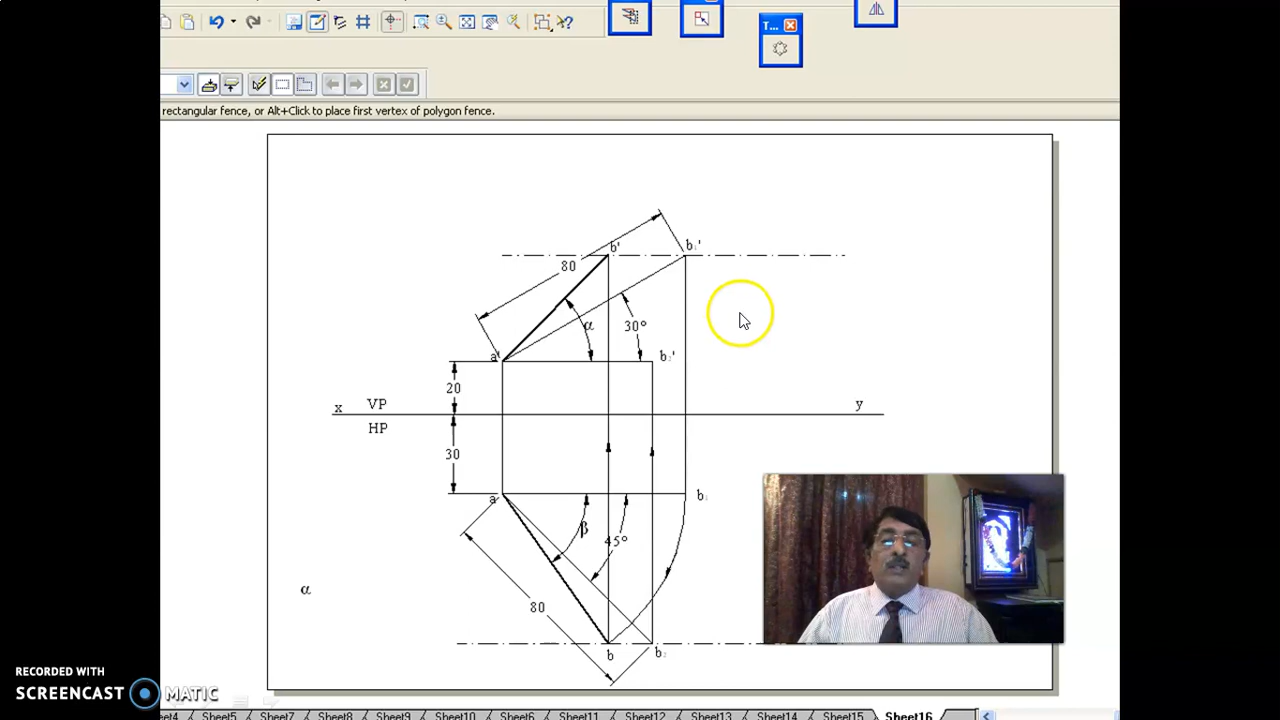 T...
rectangular fence, or Alt+Click to place first vertex of polygon fence.
b' b1'
80
α 30°
a' b2'
20
x VP y
HP
30
a b1
β
45°
α
80
b b2
RECORDED WITH
SCREENCAST MATIC
Sheet5 Sheet7 Sheet8 Sheet9 Sheet10 Sheet6 Sheet11 Sheet12 Sheet13 Sheet14 Sheet15 Sheet16